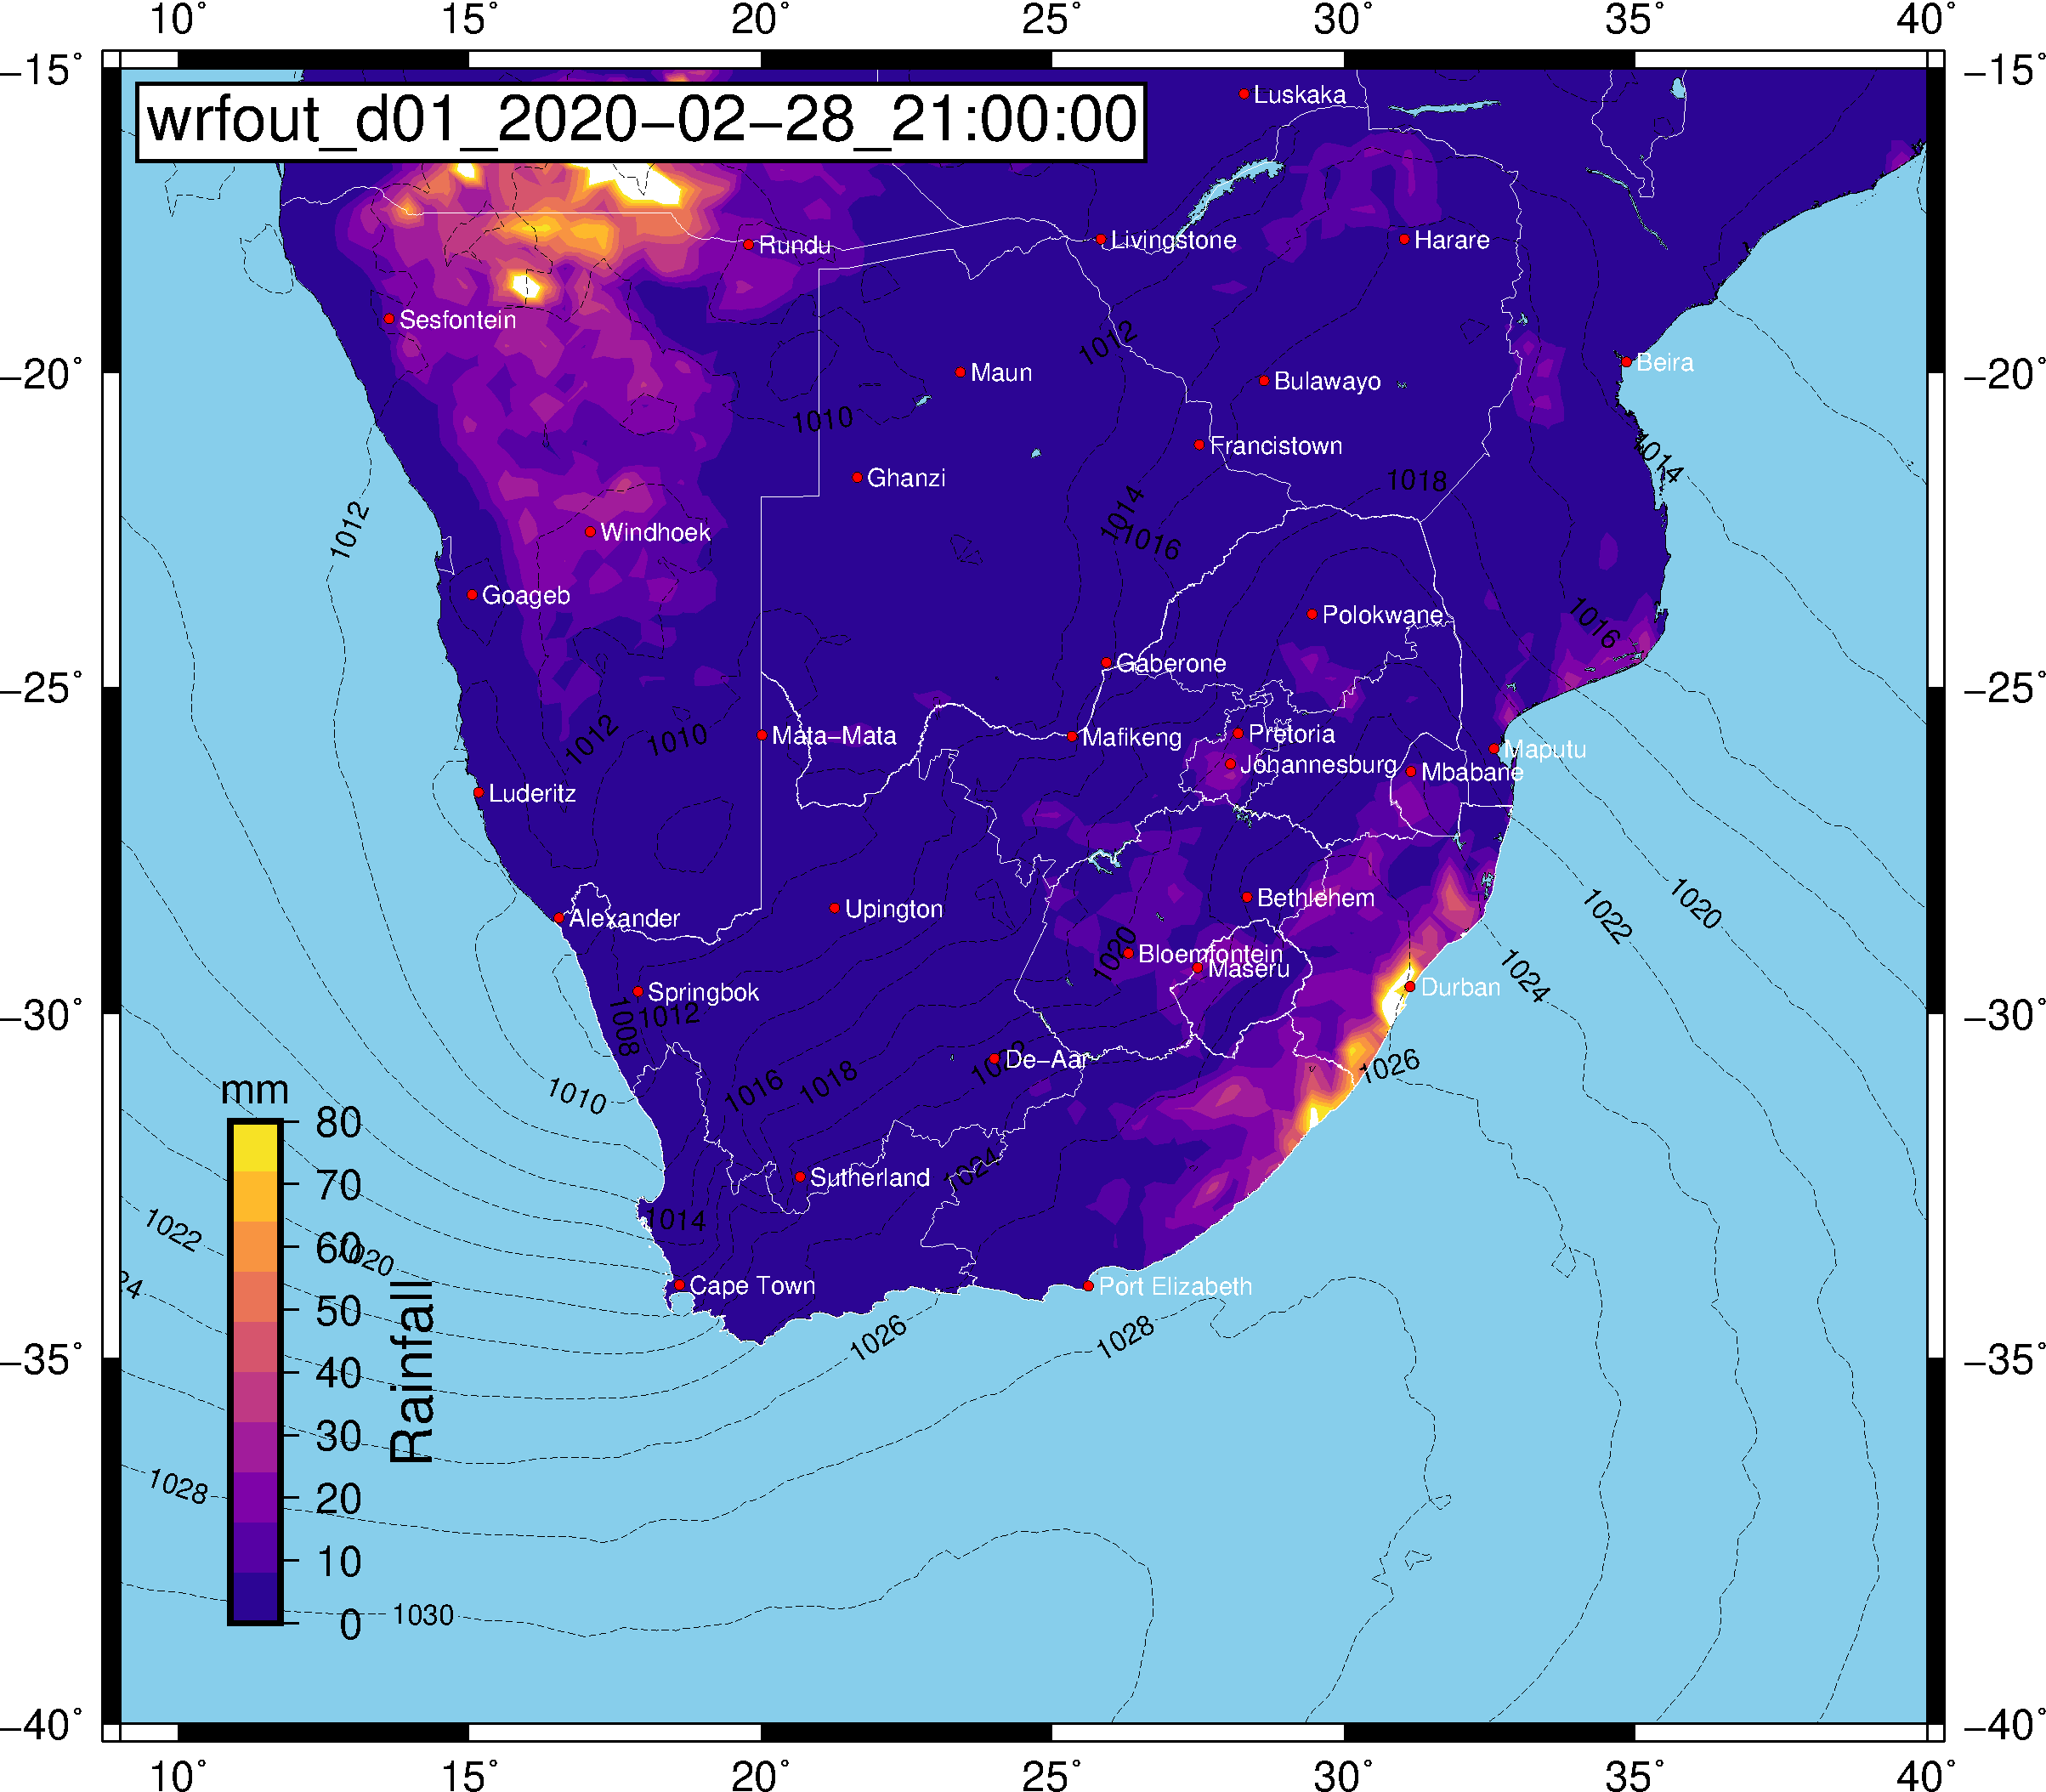 10° 15° 20° 25° 30° 35° 40°
−15° −15°
wrfout_d01_2020−02−28_21:00:00
Luskaka
Rundu
Livingstone
Harare
Sesfontein
1012
Beira
−20° −20°
Maun
Bulawayo
1010
Francistown
1014
Ghanzi
1018
1012
1014
Windhoek
1016
Goageb
Polokwane
1016
Gaberone
−25° −25°
1012
1010
Mata−Mata
Mafikeng
Pretoria
Maputu
Johannesburg
Mbabane
Luderitz
Alexander
Upington
Bethlehem
1022
1020
1020
Bloemfontein
Maseru
1024
Springbok
Durban
1008
1012
−30° −30°
De−Aar
1022
1026
1010
1016
1018
mm
80
Sutherland
1024
70
1022
1014
60
1020
24
Cape Town
Port Elizabeth
50
1026
1028
−35° −35°
40
Rainfall
30
1028
20
10
1030
0
−40° −40°
10° 15° 20° 25° 30° 35° 40°